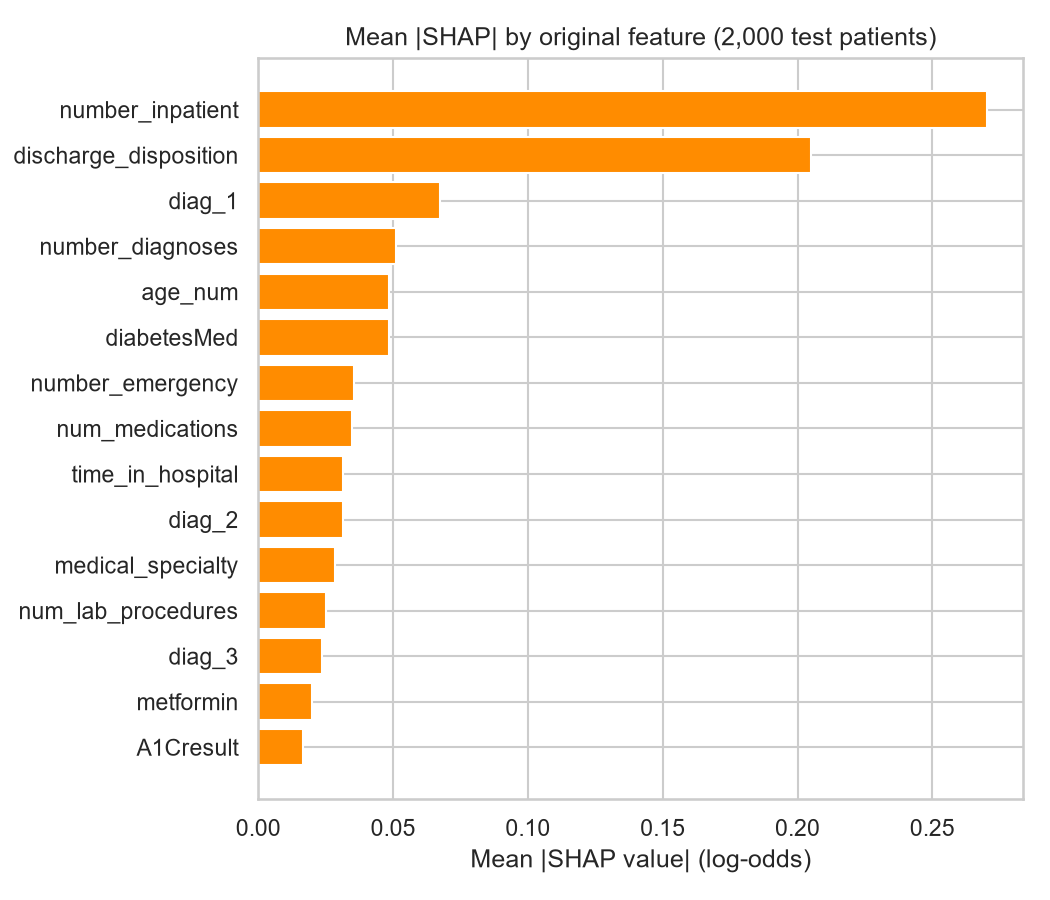 Mean |SHAP| by original feature (2,000 test patients)
number_inpatient
discharge_disposition
diag_1
number_diagnoses
age_num
diabetesMed
number_emergency
num_medications
time_in_hospital
diag_2
medical_specialty
num_lab_procedures
diag_3
metformin
A1Cresult
0.00 0.05 0.10 0.15 0.20 0.25
Mean |SHAP value| (log-odds)